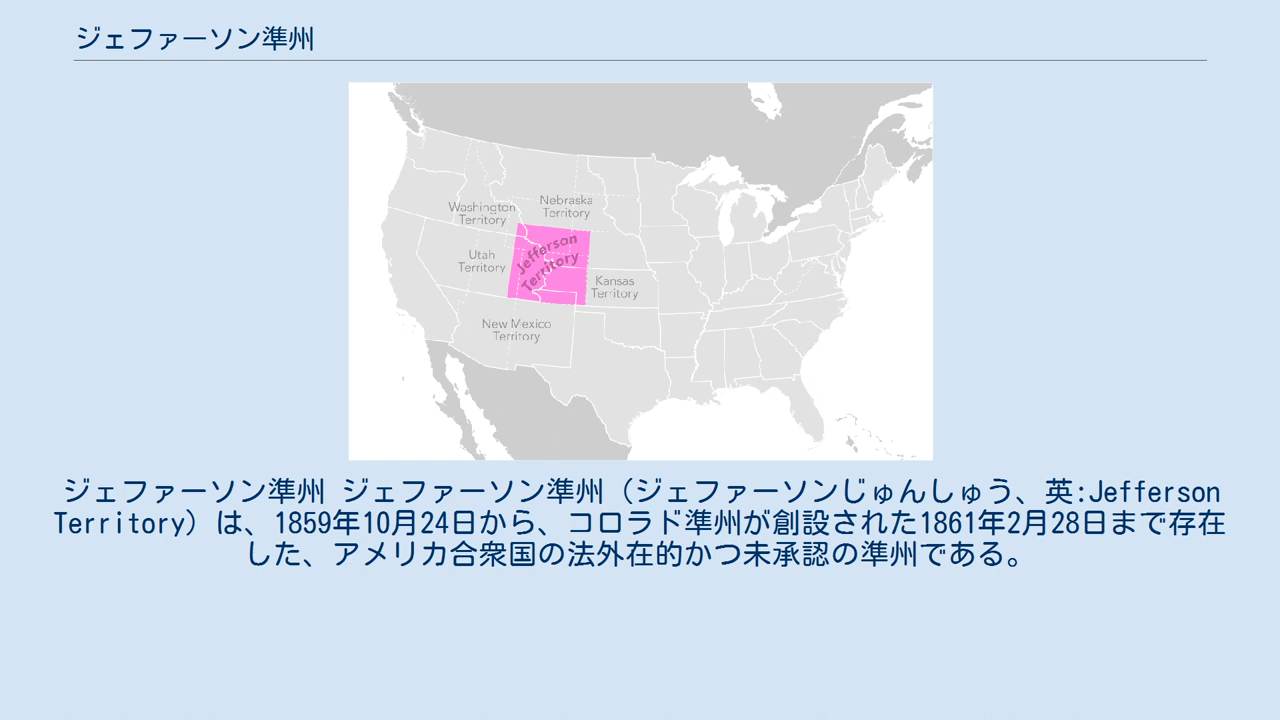 ジェファーソン準州
Washington
Territory
Nebraska
Territory
Jefferson
Territory
Utah
Territory
Kansas
Territory
New Mexico
Territory
ジェファーソン準州 ジェファーソン準州（ジェファーソンじゅんしゅう、英:Jefferson
Territory）は、1859年10月24日から、コロラド準州が創設された1861年2月28日まで存在
した、アメリカ合衆国の法外在的かつ未承認の準州である。